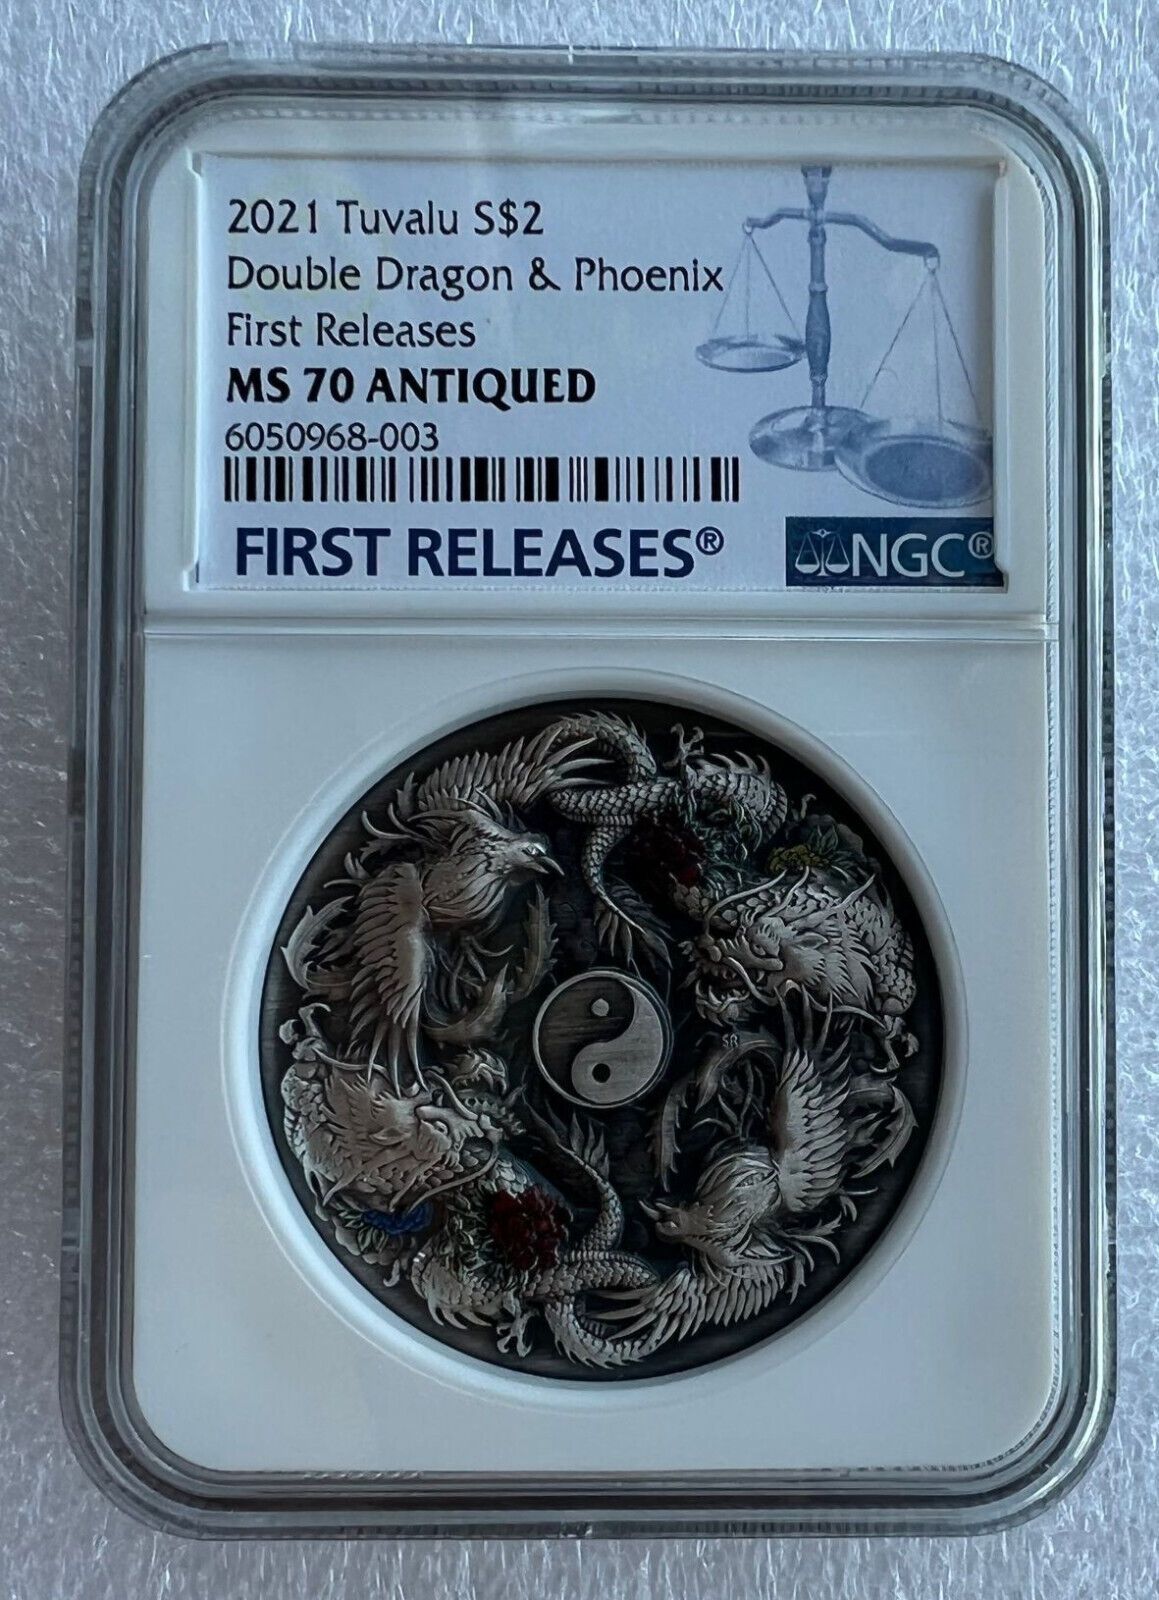 2021 Tuvalu S$2
Double Dragon & Phoenix
First Releases
MS 70 ANTIQUED
6050968-003
FIRST RELEASES®
NGC®
SR